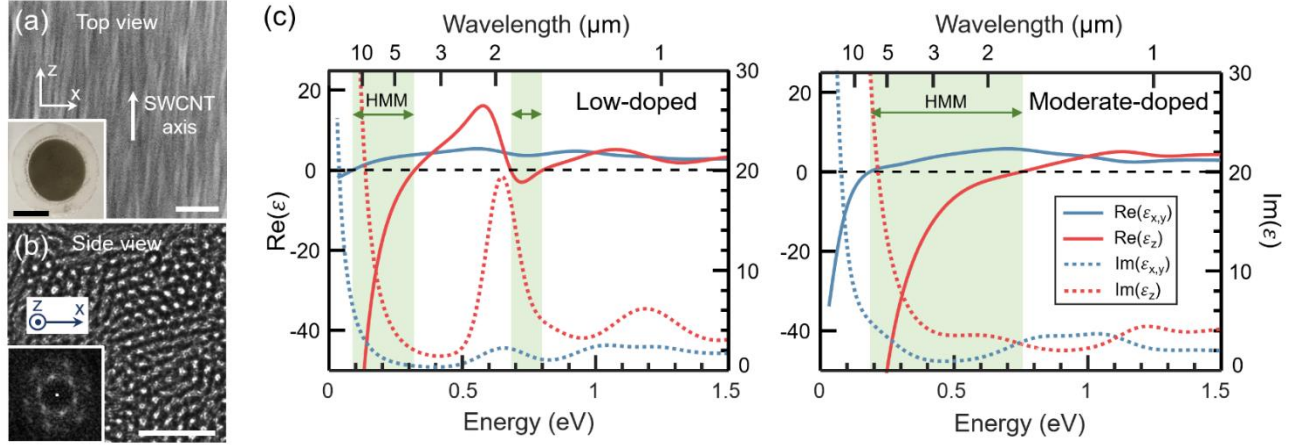 (a) Top view
z
x
SWCNT
axis
(b) Side view
z x
(c)
Wavelength (μm)
10 5 3 2 1
HMM
Low-doped
20
0
-20
-40
Re(ε)
30
20
10
0
0 0.5 1 1.5
Energy (eV)
Wavelength (μm)
10 5 3 2 1
HMM
Moderate-doped
20
0
-20
-40
Re(εx,y)
Re(εz)
Im(εx,y)
Im(εz)
30
20
10
0
Im(ε)
0 0.5 1 1.5
Energy (eV)